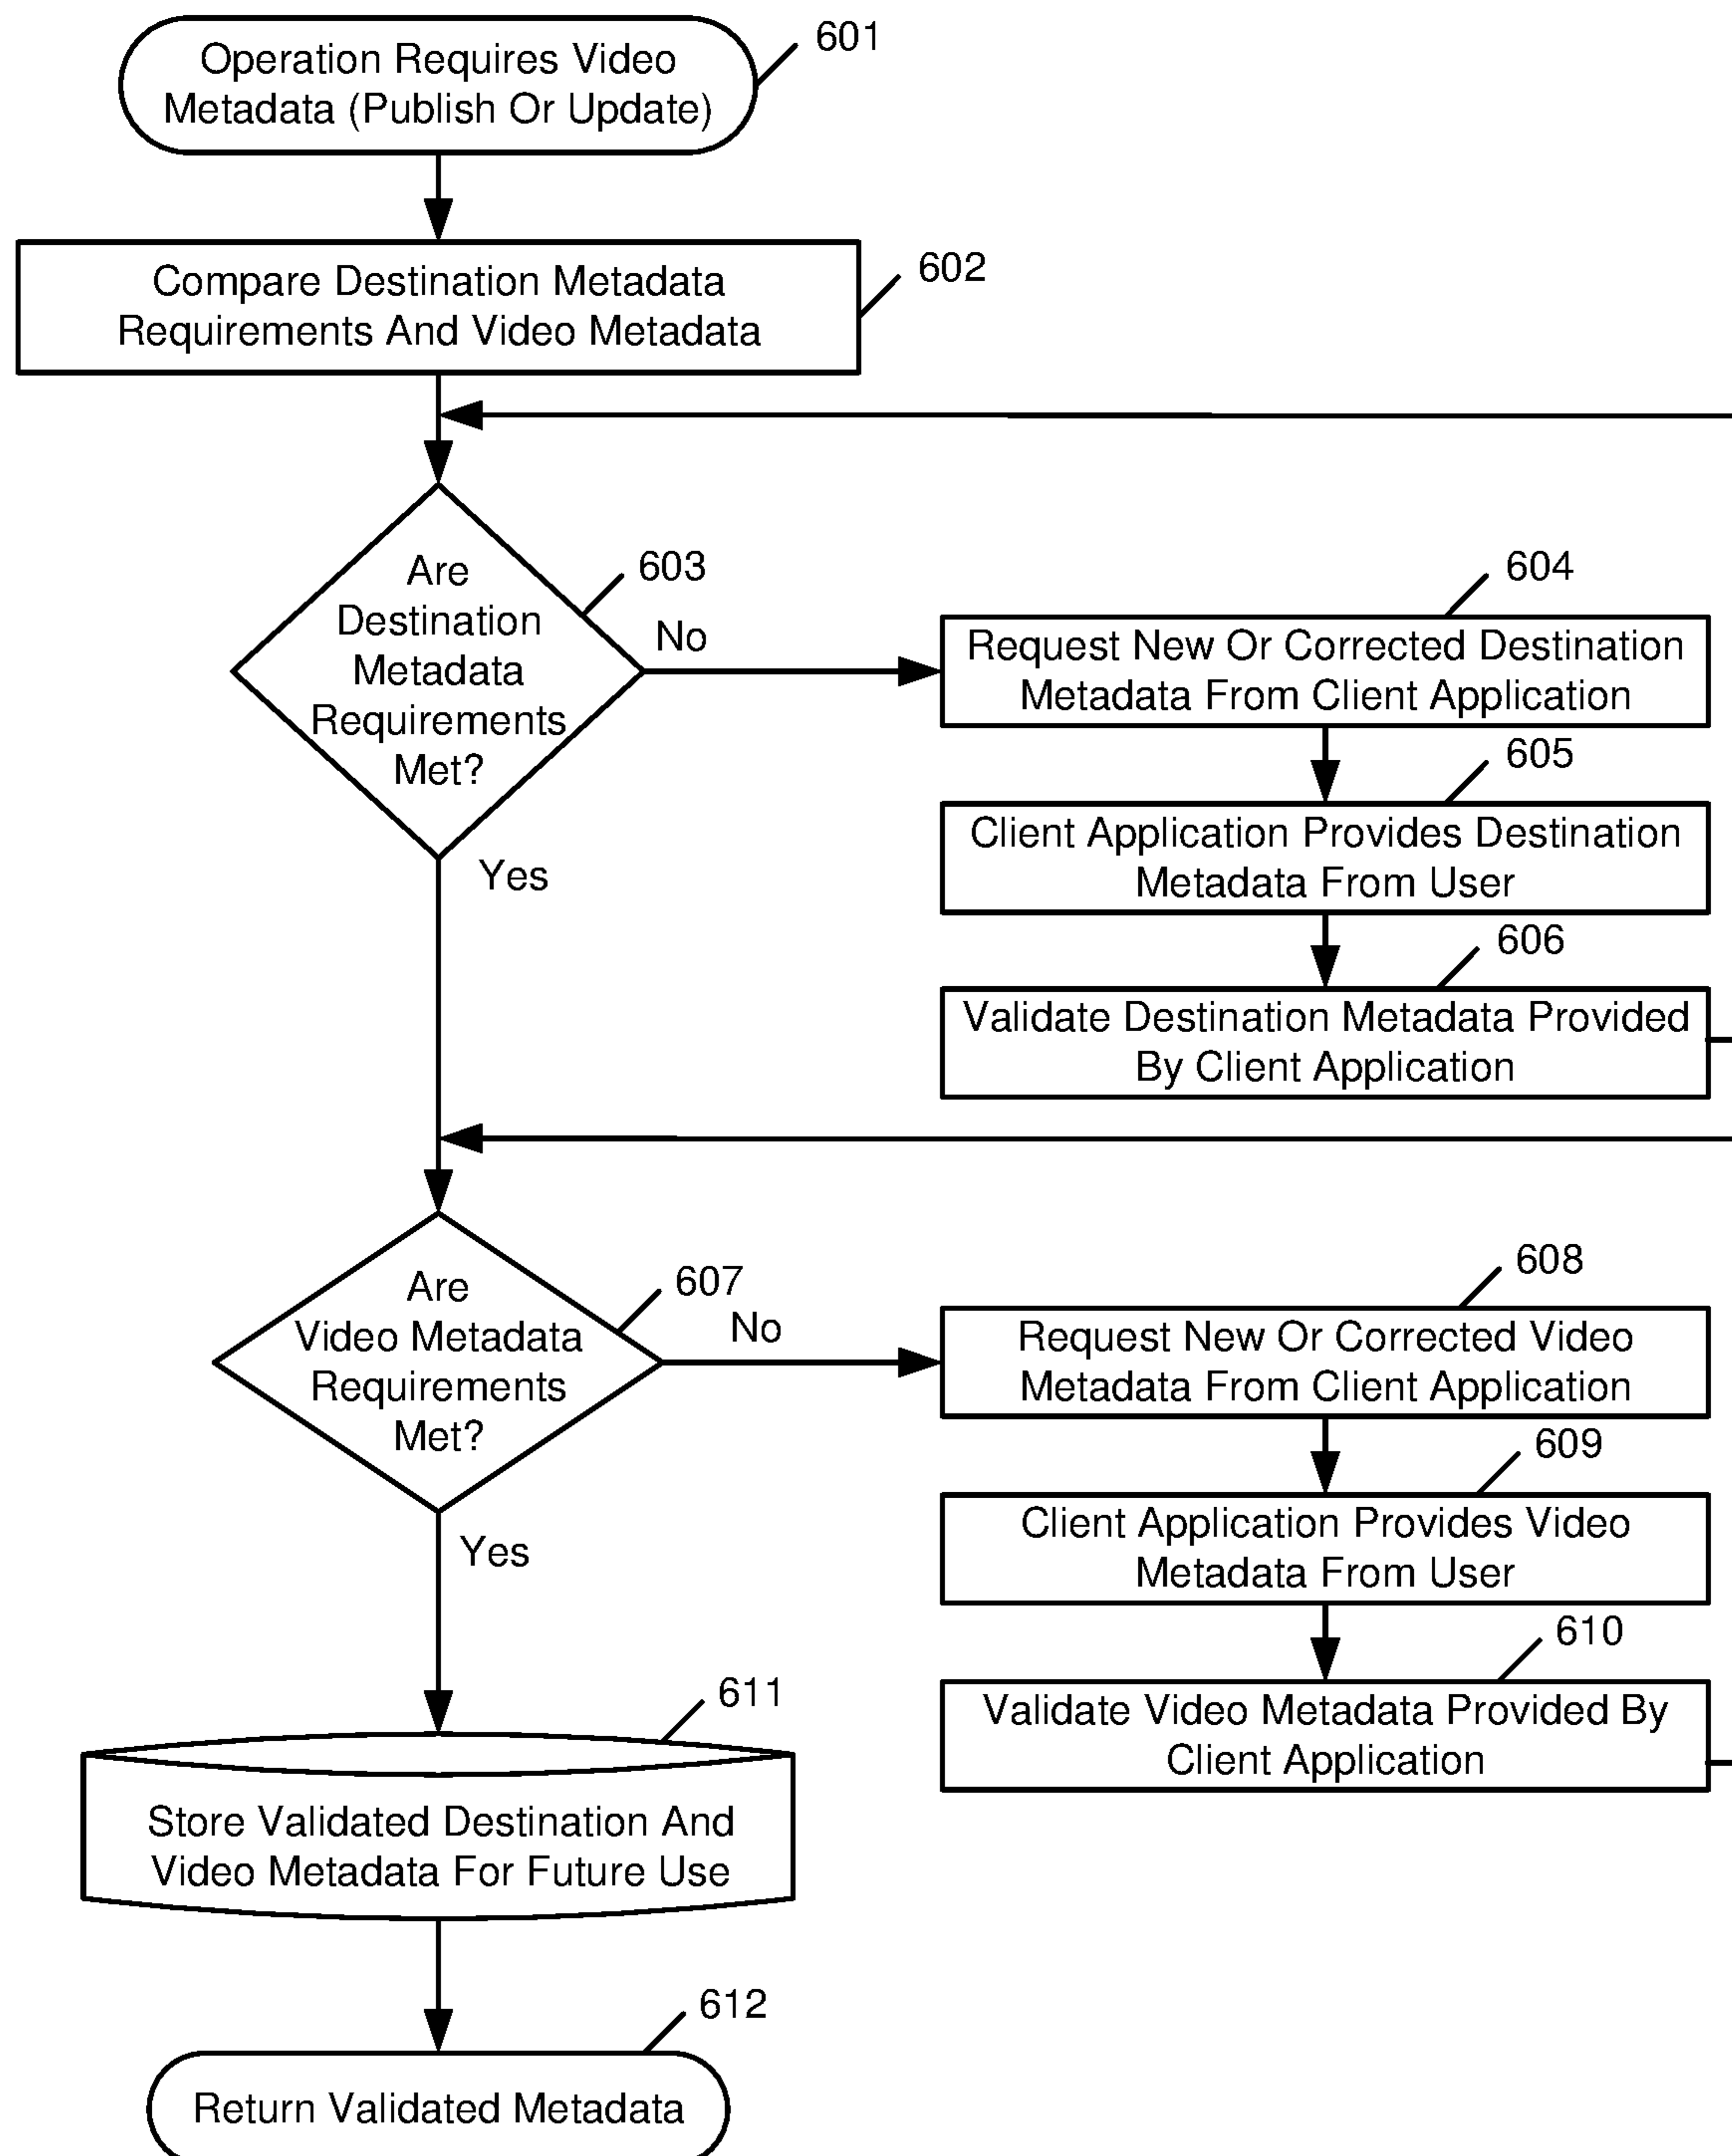 Operation Requires Video
Metadata (Publish Or Update)
601
Compare Destination Metadata
Requirements And Video Metadata
602
Are
Destination
Metadata
Requirements
Met?
603
No
Yes
604
Request New Or Corrected Destination
Metadata From Client Application
605
Client Application Provides Destination
Metadata From User
606
Validate Destination Metadata Provided
By Client Application
Are
Video Metadata
Requirements
Met?
607
No
Yes
608
Request New Or Corrected Video
Metadata From Client Application
609
Client Application Provides Video
Metadata From User
610
Validate Video Metadata Provided By
Client Application
611
Store Validated Destination And
Video Metadata For Future Use
612
Return Validated Metadata